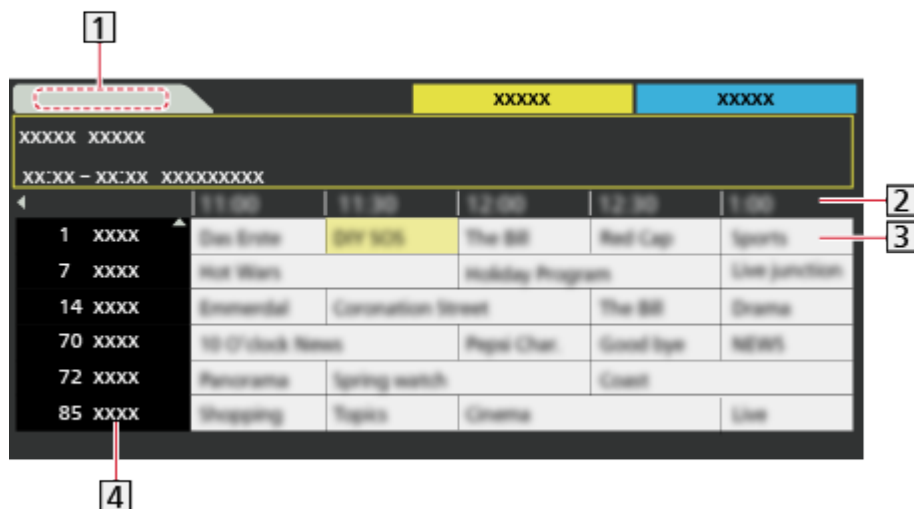 1
xxxxx xxxxx
xxxxx xxxxx
xx:xx – xx:xx xxxxxxxxx
11:00 11:30 12:00 12:30 1:00 2
1 xxxx Das Erste DIY SOS The Bill Red Cap Sports 3
7 xxxx Hot Wars Holiday Program Live junction
14 xxxx Emmerdal Coronation Street The Bill Drama
70 xxxx 10 O'clock News Pepsi Char. Good bye NEWS
72 xxxx Panorama Spring watch Coast
85 xxxx Shopping Topics Cinema Live
4